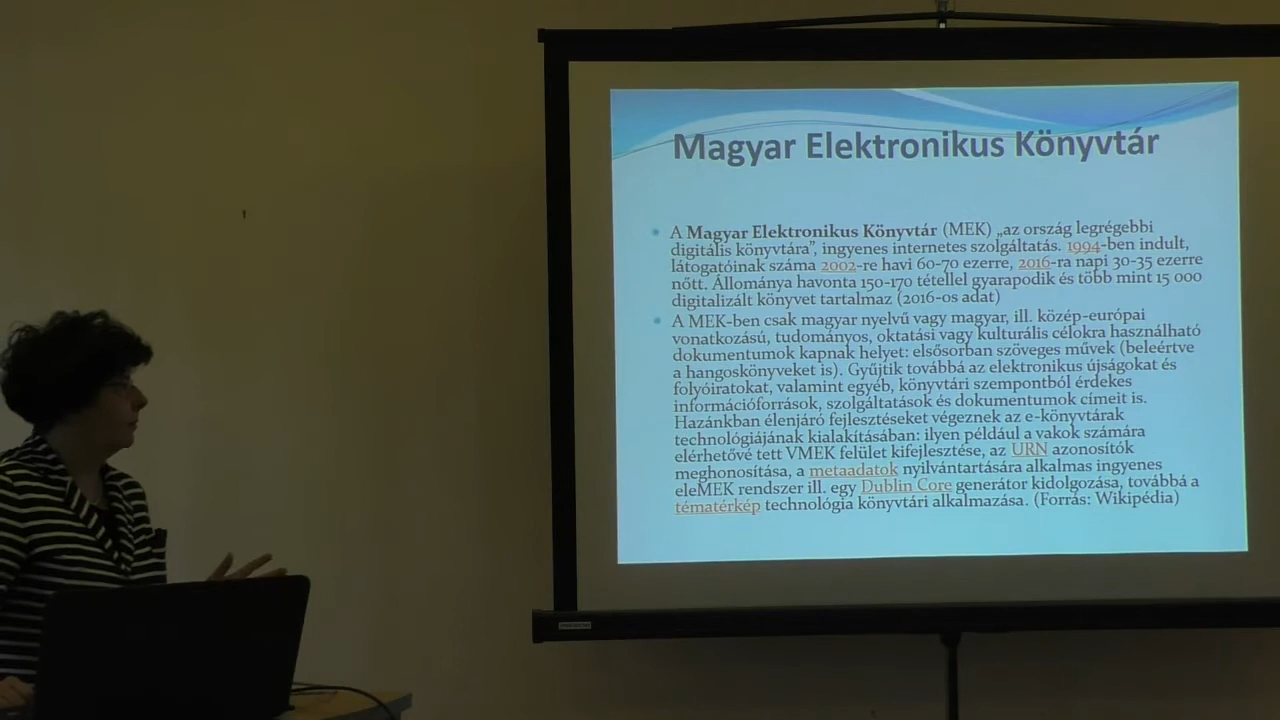 Magyar Elektronikus Könyvtár
A Magyar Elektronikus Könyvtár (MEK) „az ország legrégebbi
digitális könyvtára”, ingyenes internetes szolgáltatás. 1994-ben indult,
látogatóinak száma 2002-re havi 60-70 ezerre, 2016-ra napi 30-35 ezerre
nőtt. Állománya havonta 150-170 tétellel gyarapodik és több mint 15 000
digitalizált könyvet tartalmaz (2016-os adat)
A MEK-ben csak magyar nyelvű vagy magyar, ill. közép-európai
vonatkozású, tudományos, oktatási vagy kulturális célokra használható
dokumentumok kapnak helyet: elsősorban szöveges művek (beleértve
a hangoskönyveket is). Gyűjtik továbbá az elektronikus újságokat és
folyóiratokat, valamint egyéb, könyvtári szempontból érdekes
információforrások, szolgáltatások és dokumentumok címeit is.
Hazánkban élenjáró fejlesztéseket végeznek az e-könyvtárak
technológiájának kialakításában: ilyen például a vakok számára
elérhetővé tett VMEK felület kifejlesztése, az URN azonosítók
meghonosítása, a metaadatok nyilvántartására alkalmas ingyenes
eleMEK rendszer ill. egy Dublin Core generátor kidolgozása, továbbá a
tématérkép technológia könyvtári alkalmazása. (Forrás: Wikipédia)